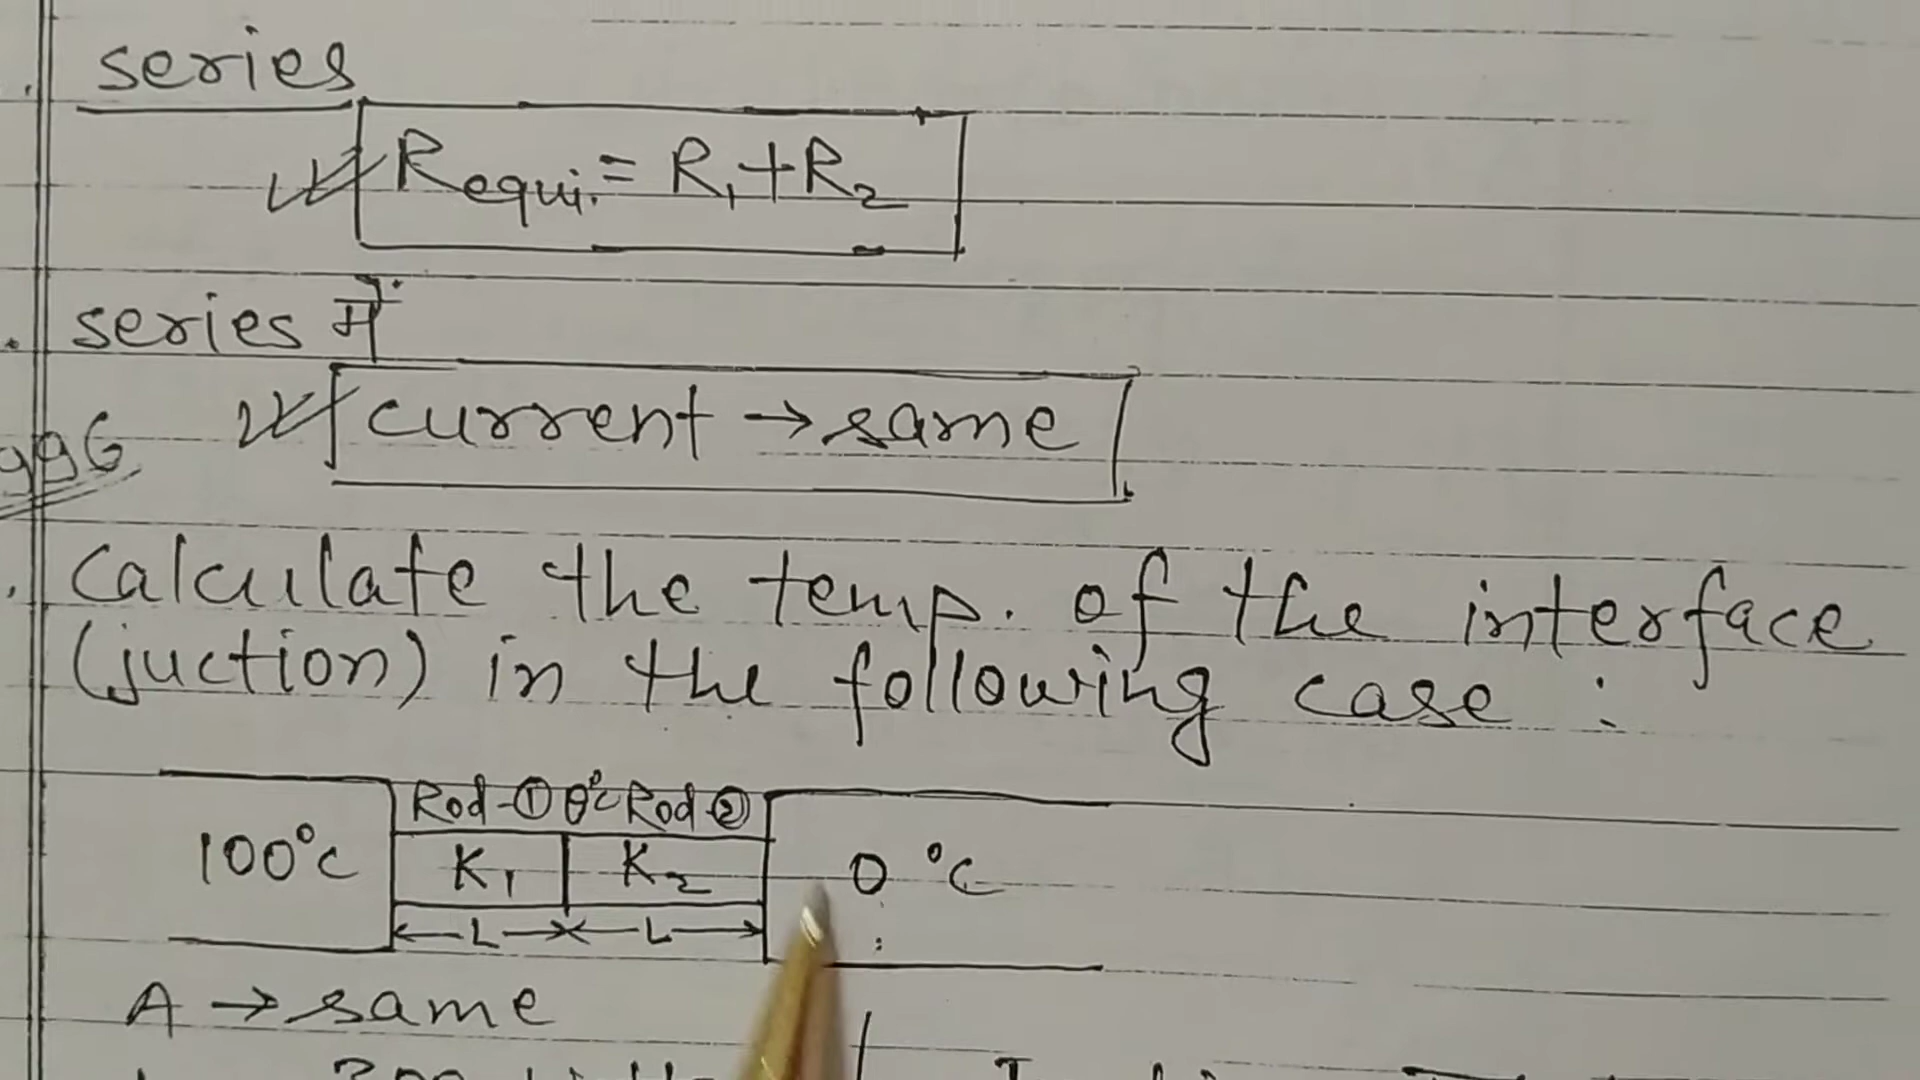 series
Requi. = R₁+R₂
series में
current → same
Calculate the temp. of the interface
(juction) in the following case :
Rod-① θ°C Rod-②
100°C K₁ K₂ 0 °C
L L
A → same